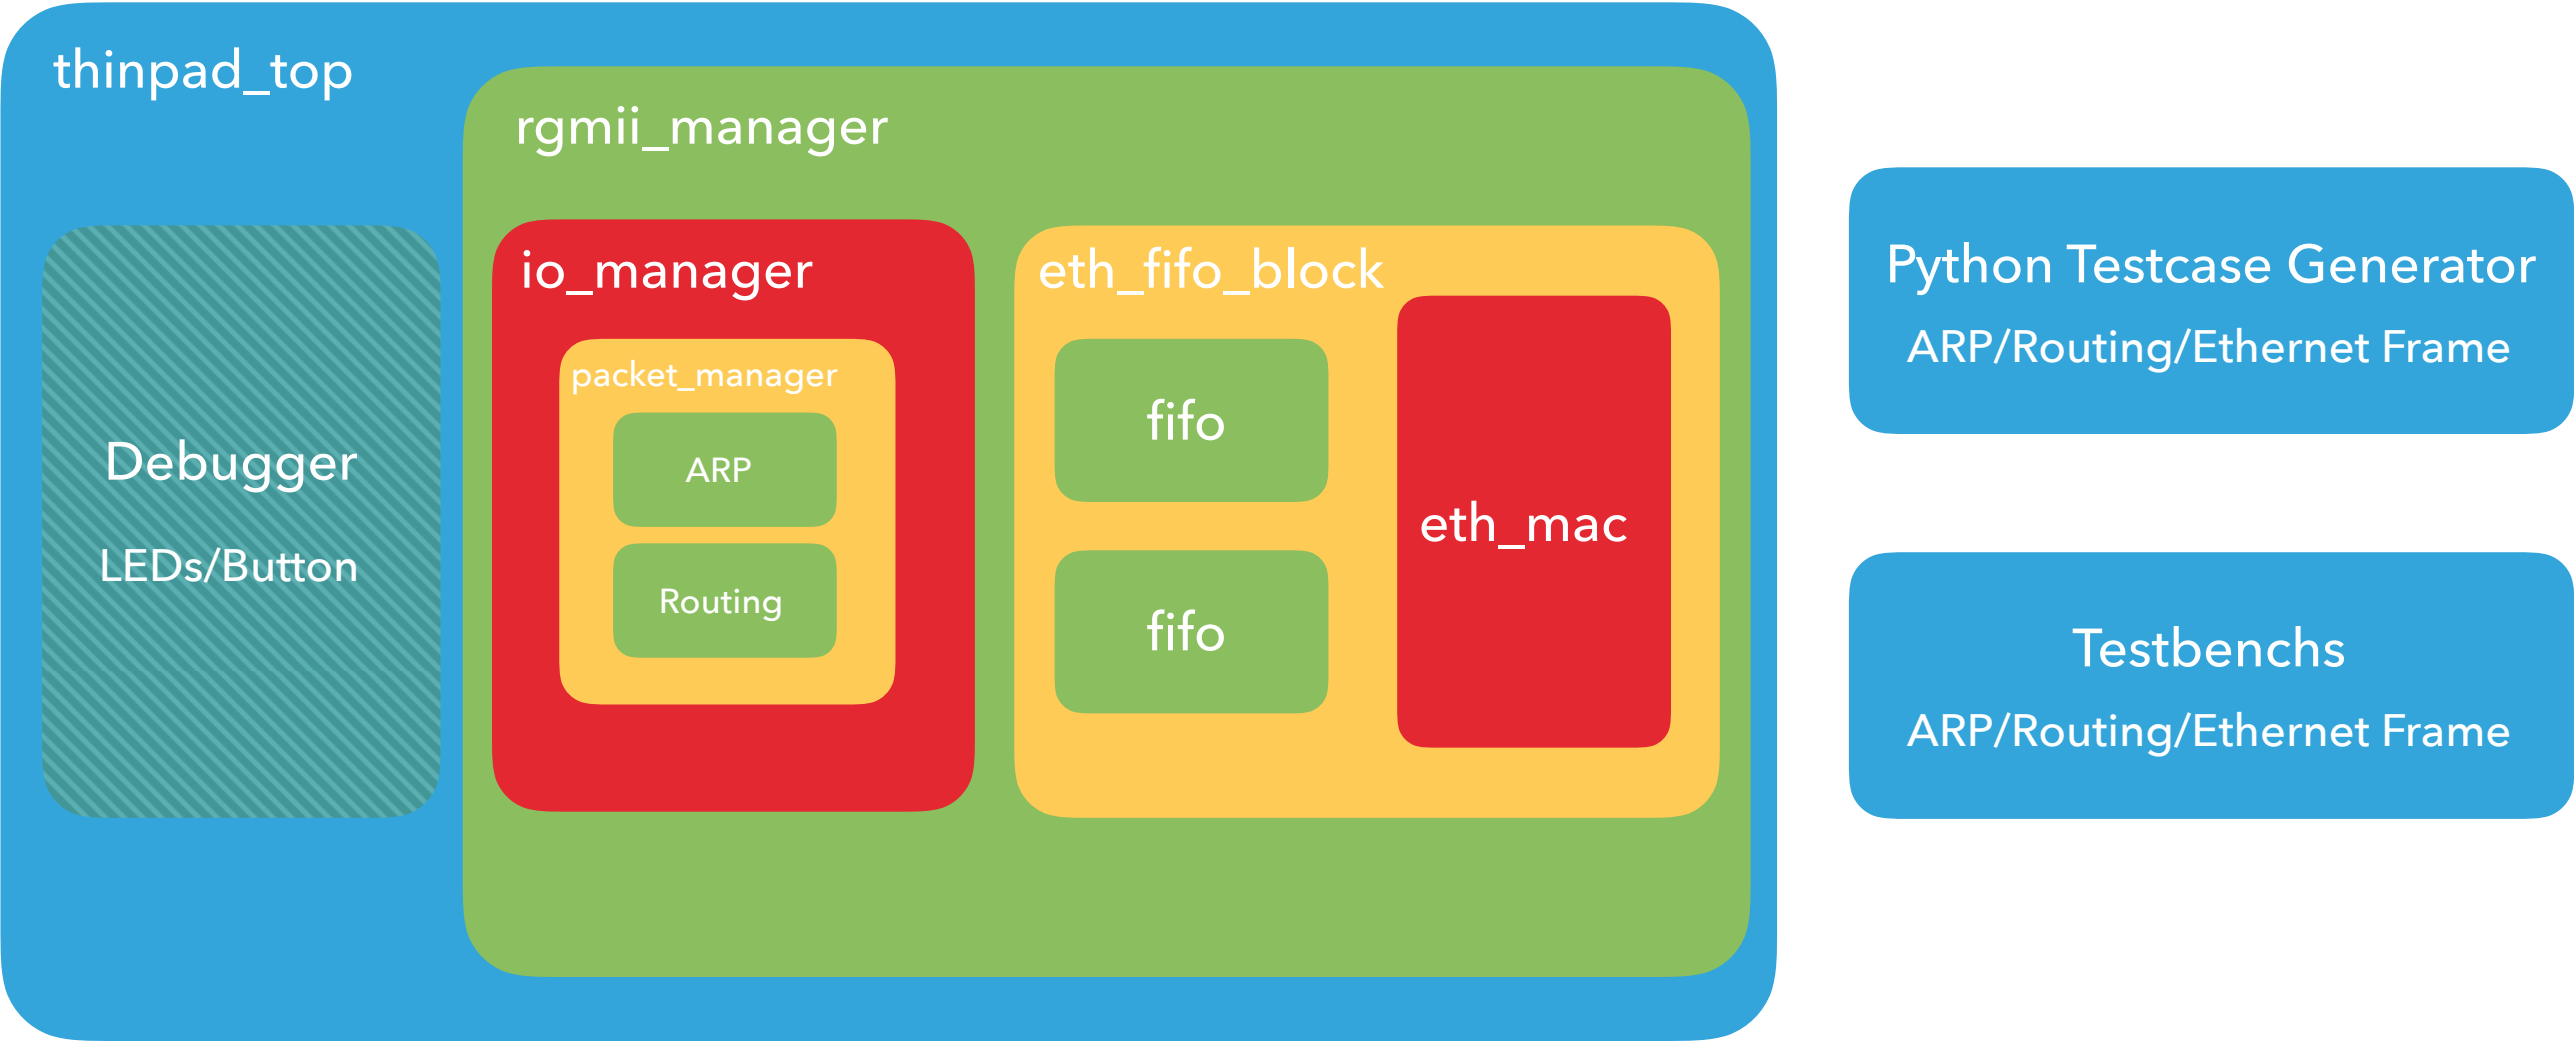 thinpad_top
rgmii_manager
Debugger
LEDs/Button
io_manager
packet_manager
ARP
Routing
eth_fifo_block
fifo
fifo
eth_mac
Python Testcase Generator
ARP/Routing/Ethernet Frame
Testbenchs
ARP/Routing/Ethernet Frame